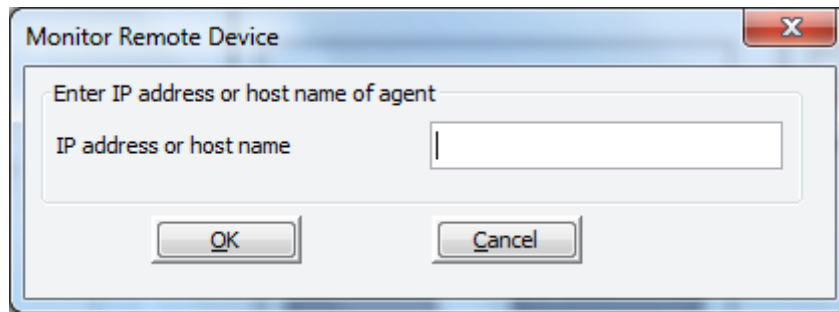 Monitor Remote Device
Enter IP address or host name of agent
IP address or host name
OK
Cancel